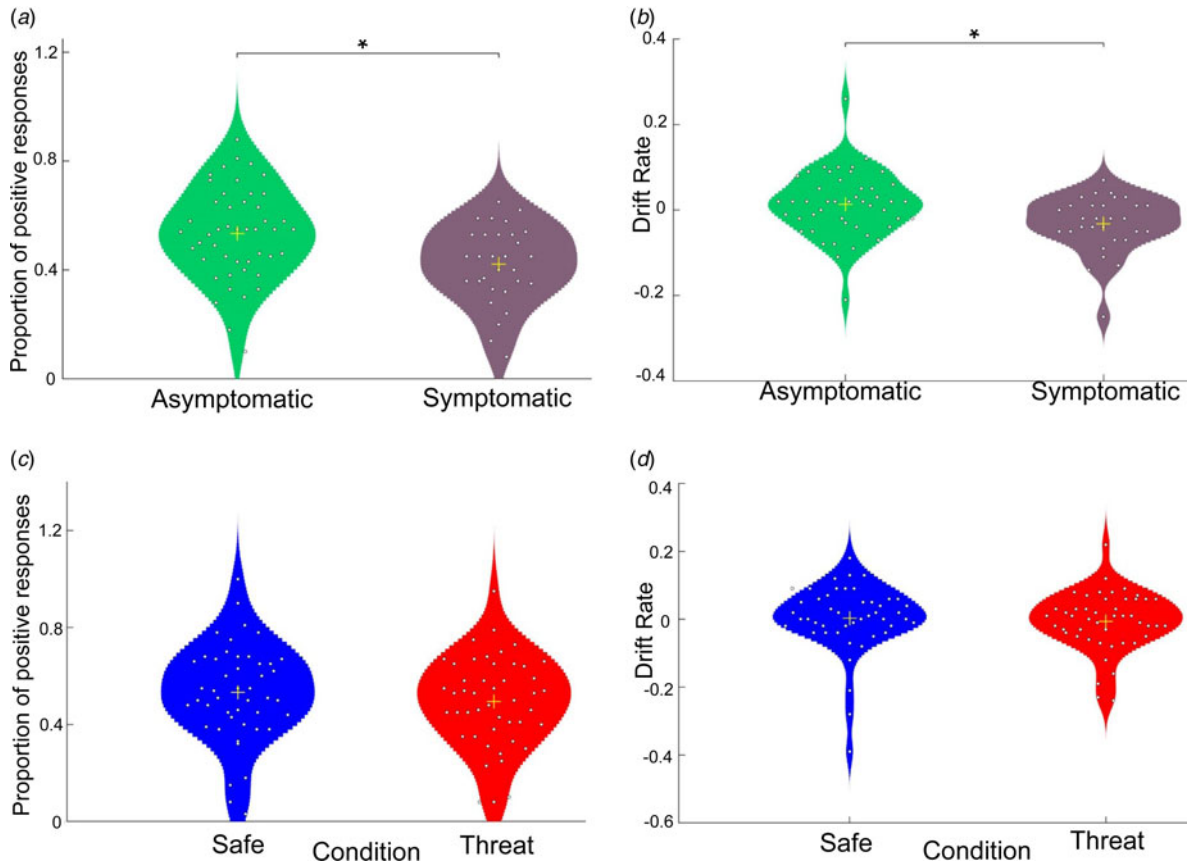 (a)
*
Proportion of positive responses
1.2
0.8
0.4
0
Asymptomatic
Symptomatic
(b)
*
Drift Rate
0.4
0.2
0
-0.2
-0.4
Asymptomatic
Symptomatic
(c)
Proportion of positive responses
1.2
0.8
0.4
0
Safe
Condition
Threat
(d)
Drift Rate
0.4
0.2
0
-0.2
-0.4
-0.6
Safe
Condition
Threat